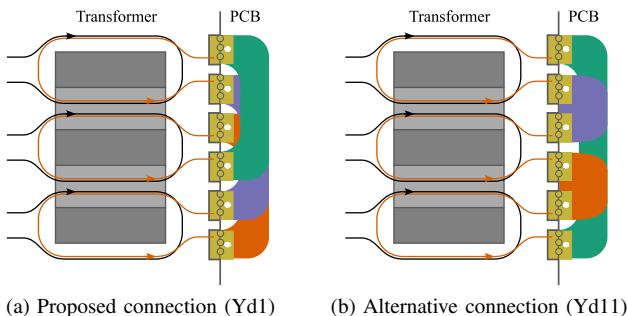 Transformer PCB Transformer PCB
(a) Proposed connection (Yd1) (b) Alternative connection (Yd11)